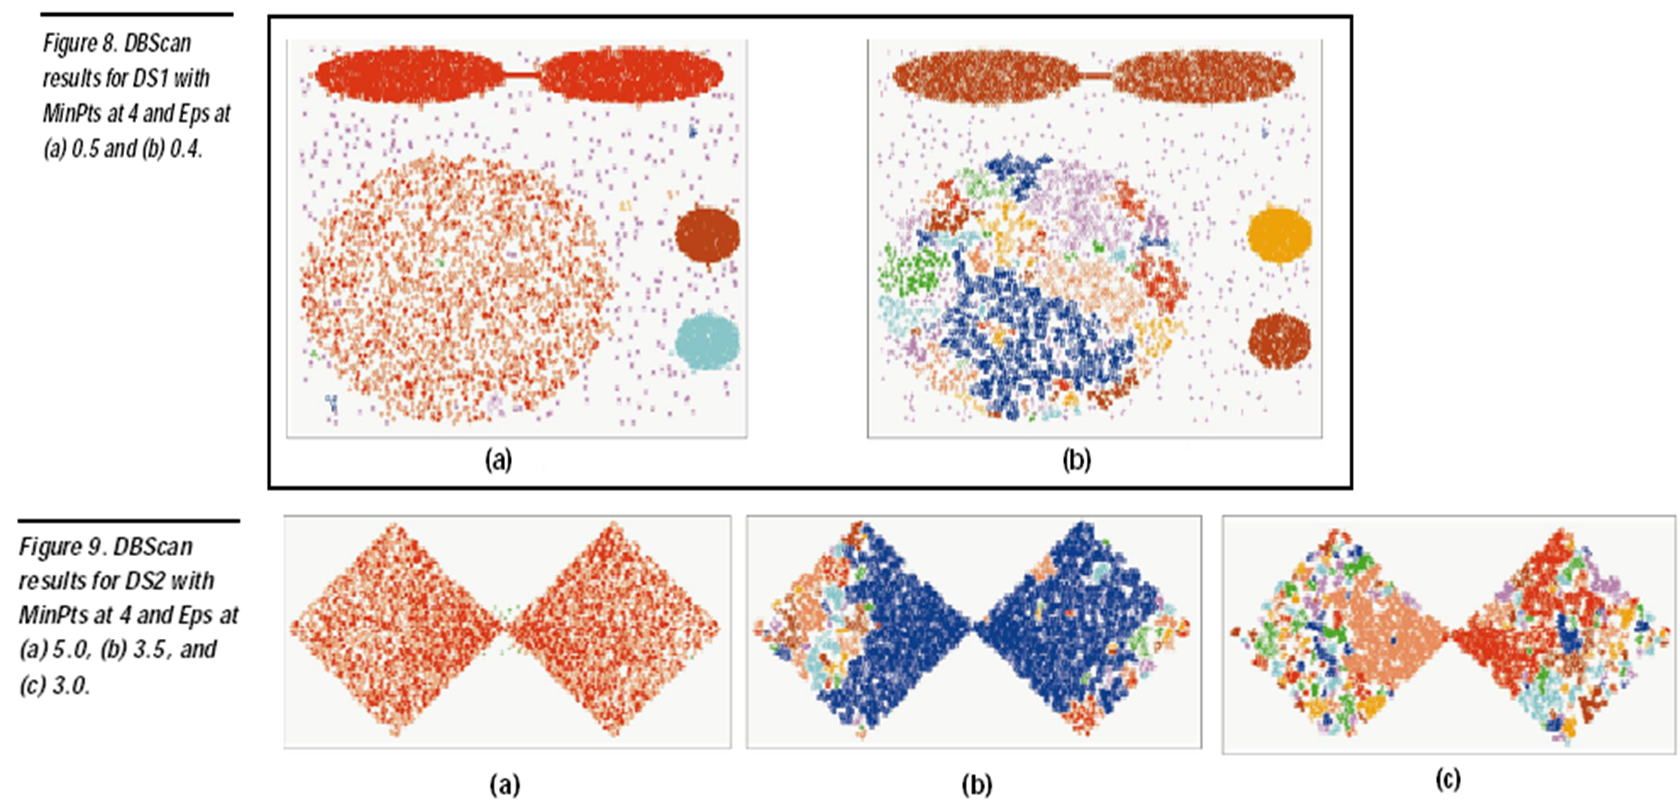 Figure 8. DBScan
results for DS1 with
MinPts at 4 and Eps at
(a) 0.5 and (b) 0.4.
(a)
(b)
Figure 9. DBScan
results for DS2 with
MinPts at 4 and Eps at
(a) 5.0, (b) 3.5, and
(c) 3.0.
(a)
(b)
(c)